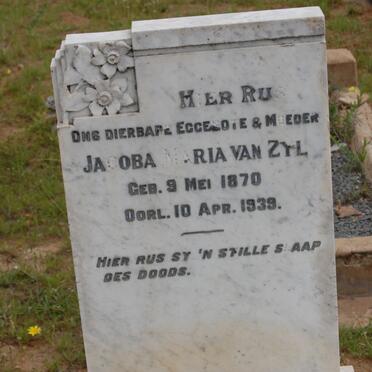 HIER RUS
ONS DIERBARE EGGENOTE & MOEDER
JACOBA MARIA VAN ZYL
GEB. 9 MEI 1870
OORL. 10 APR. 1939.
HIER RUS SY 'N STILLE SLAAP
DES DOODS.